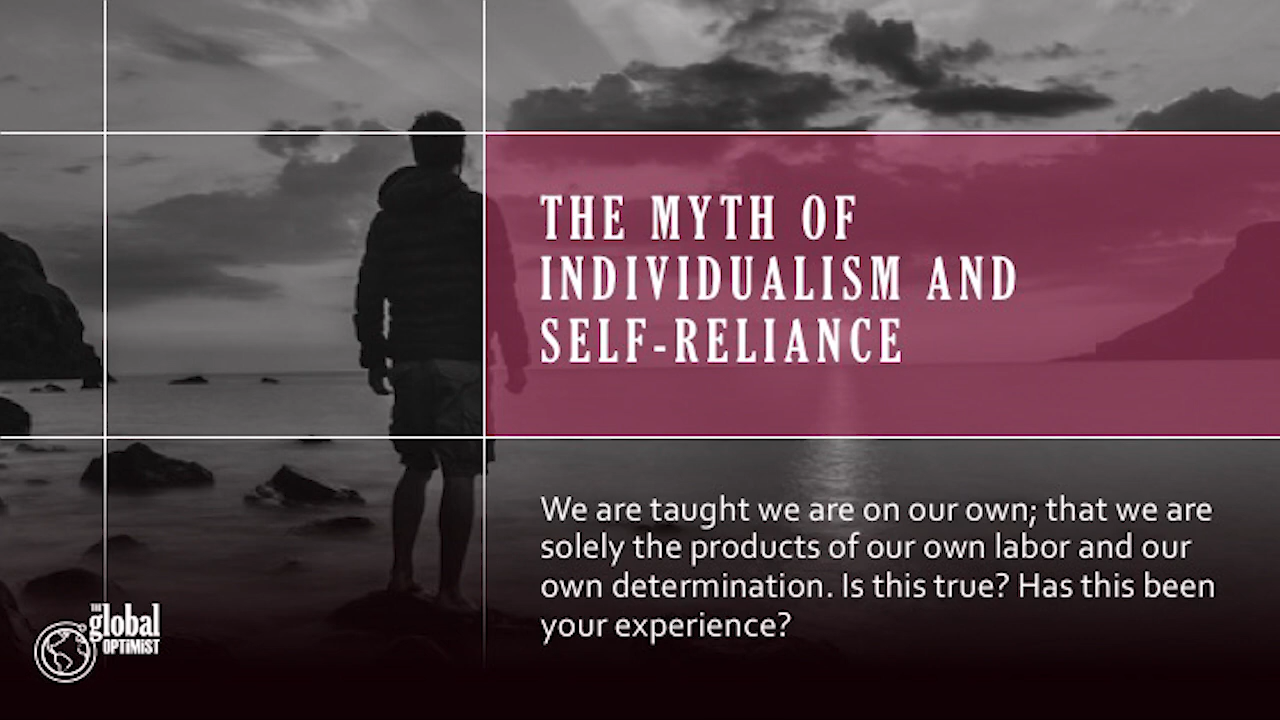 THE MYTH OF
INDIVIDUALISM AND
SELF-RELIANCE
We are taught we are on our own; that we are
solely the products of our own labor and our
own determination. Is this true? Has this been
your experience?
THE
global
OPTIMIST